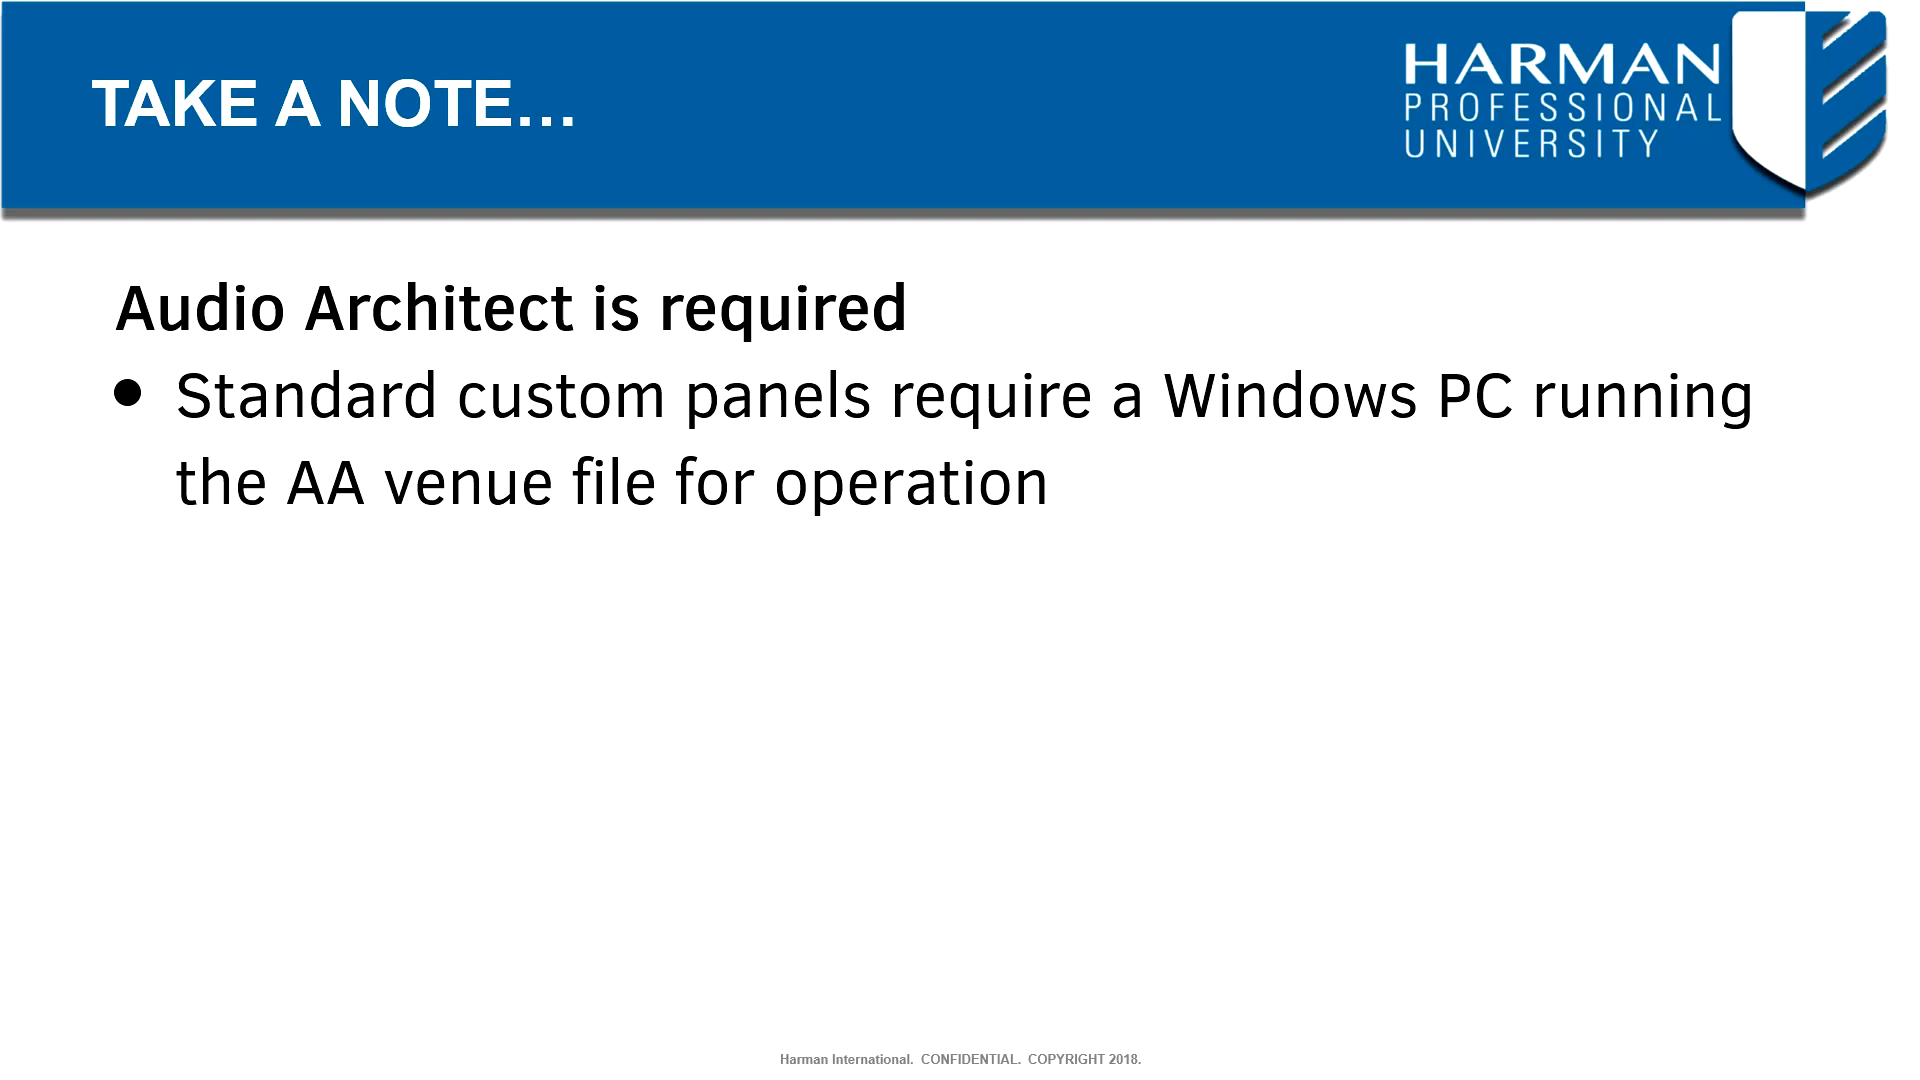 TAKE A NOTE…
HARMAN
PROFESSIONAL
UNIVERSITY
Audio Architect is required
● Standard custom panels require a Windows PC running
the AA venue file for operation
Harman International. CONFIDENTIAL. COPYRIGHT 2018.